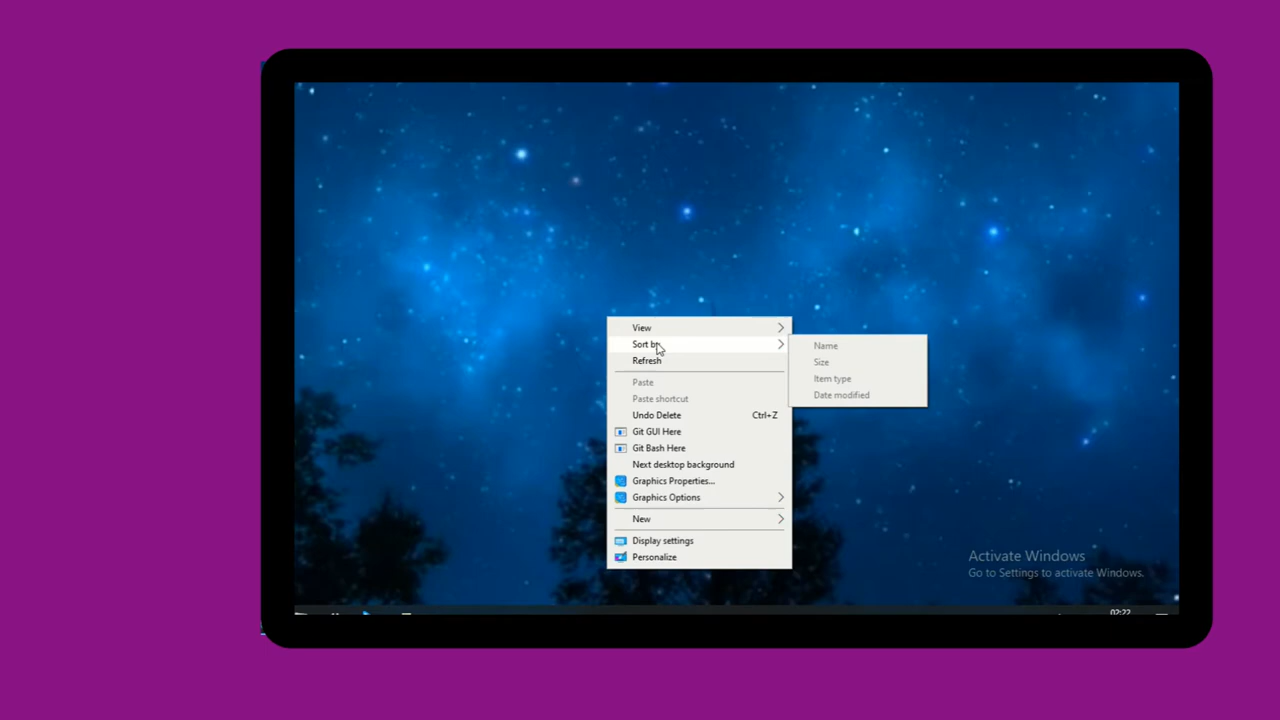 View
Sort by
Refresh
Paste
Paste shortcut
Undo Delete Ctrl+Z
Git GUI Here
Git Bash Here
Next desktop background
Graphics Properties...
Graphics Options
New
Display settings
Personalize
Name
Size
Item type
Date modified
Activate Windows
Go to Settings to activate Windows.
02:22